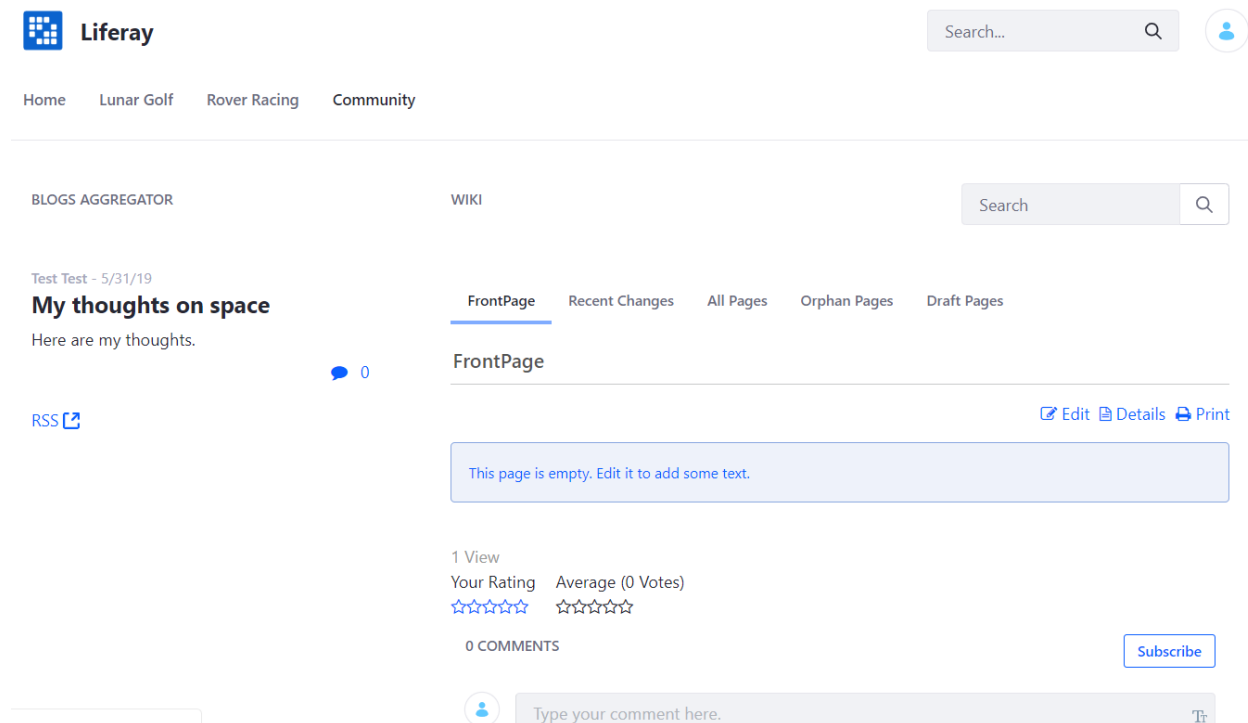 Liferay
Search...
Home Lunar Golf Rover Racing Community
BLOGS AGGREGATOR
Test Test - 5/31/19
My thoughts on space
Here are my thoughts.
0
RSS
WIKI
Search
FrontPage Recent Changes All Pages Orphan Pages Draft Pages
FrontPage
Edit Details Print
This page is empty. Edit it to add some text.
1 View
Your Rating Average (0 Votes)
0 COMMENTS
Subscribe
Type your comment here.
TT